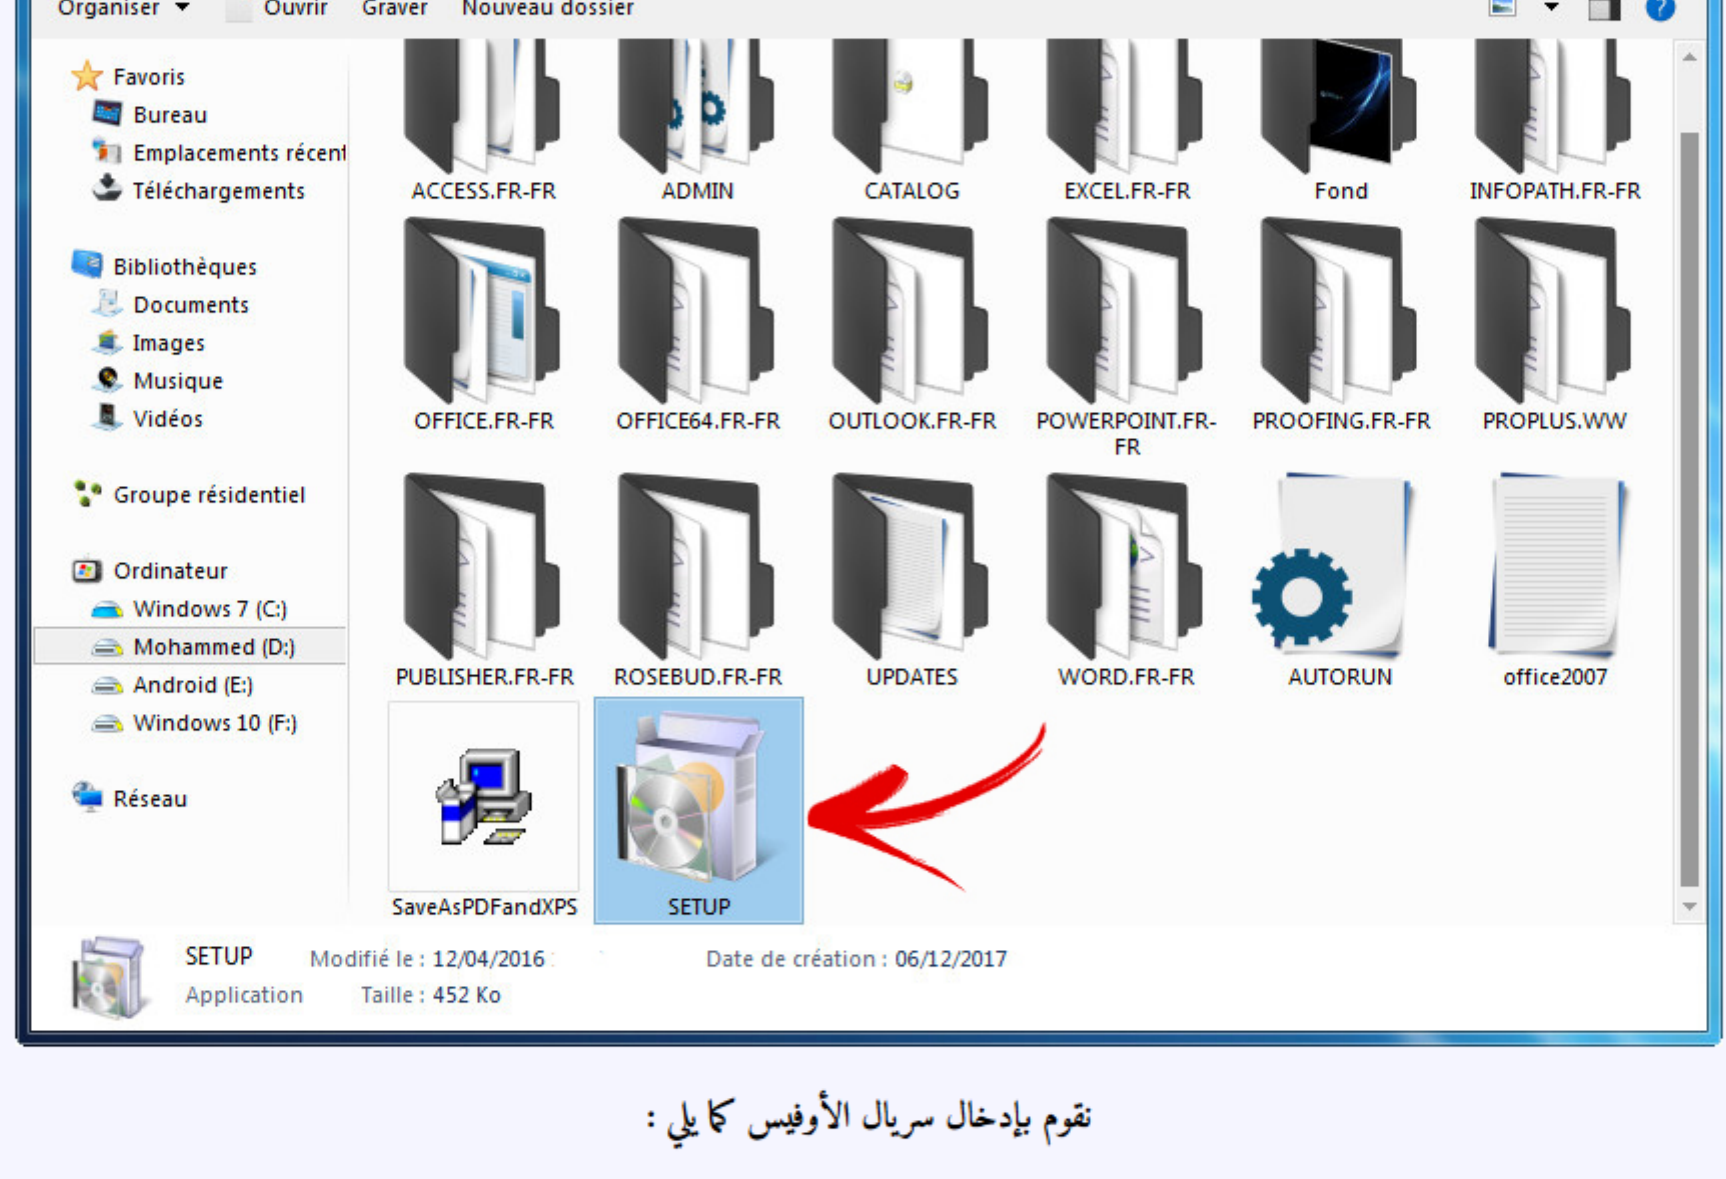 Organiser Ouvrir Graver Nouveau dossier
Favoris
Bureau
Emplacements récent
Téléchargements
Bibliothèques
Documents
Images
Musique
Vidéos
Groupe résidentiel
Ordinateur
Windows 7 (C:)
Mohammed (D:)
Android (E:)
Windows 10 (F:)
Réseau
ACCESS.FR-FR ADMIN CATALOG EXCEL.FR-FR Fond INFOPATH.FR-FR
OFFICE.FR-FR OFFICE64.FR-FR OUTLOOK.FR-FR POWERPOINT.FR-
FR PROOFING.FR-FR PROPLUS.WW
PUBLISHER.FR-FR ROSEBUD.FR-FR UPDATES WORD.FR-FR AUTORUN office2007
SaveAsPDFandXPS SETUP
SETUP Modifié le : 12/04/2016 Date de création : 06/12/2017
Application Taille : 452 Ko
نقوم بإدخال سريال الأوفيس كما يلي :